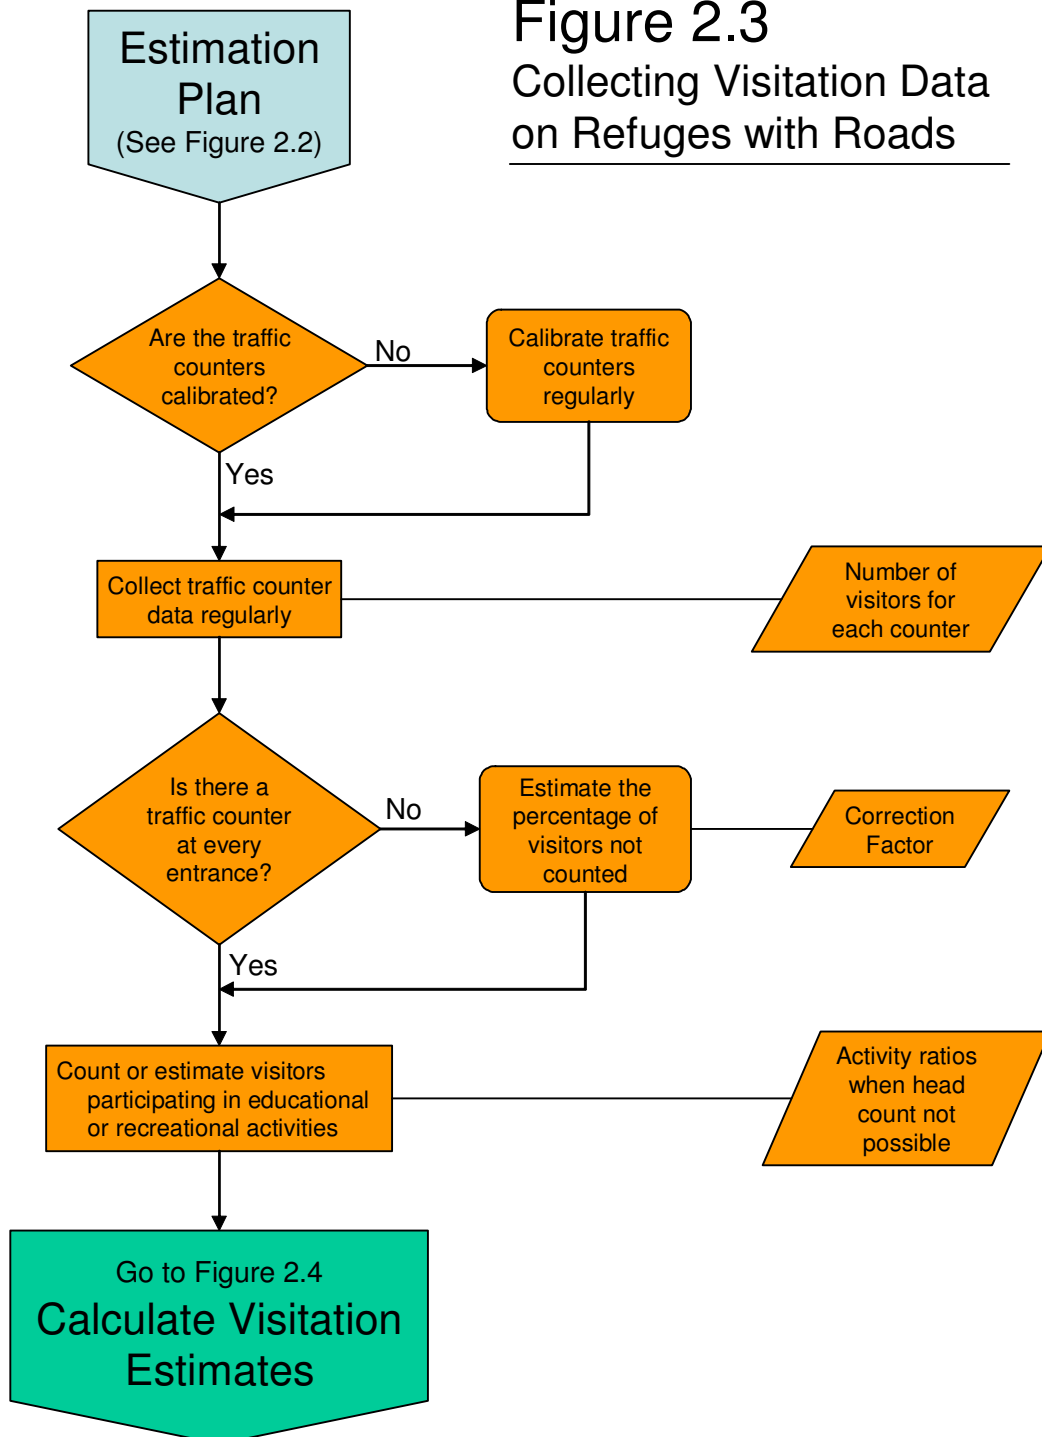 Figure 2.3
Collecting Visitation Data
on Refuges with Roads
Estimation
Plan
(See Figure 2.2)
Are the traffic
counters
calibrated?
No
Calibrate traffic
counters
regularly
Yes
Collect traffic counter
data regularly
Number of
visitors for
each counter
Is there a
traffic counter
at every
entrance?
No
Estimate the
percentage of
visitors not
counted
Correction
Factor
Yes
Count or estimate visitors
participating in educational
or recreational activities
Activity ratios
when head
count not
possible
Go to Figure 2.4
Calculate Visitation
Estimates